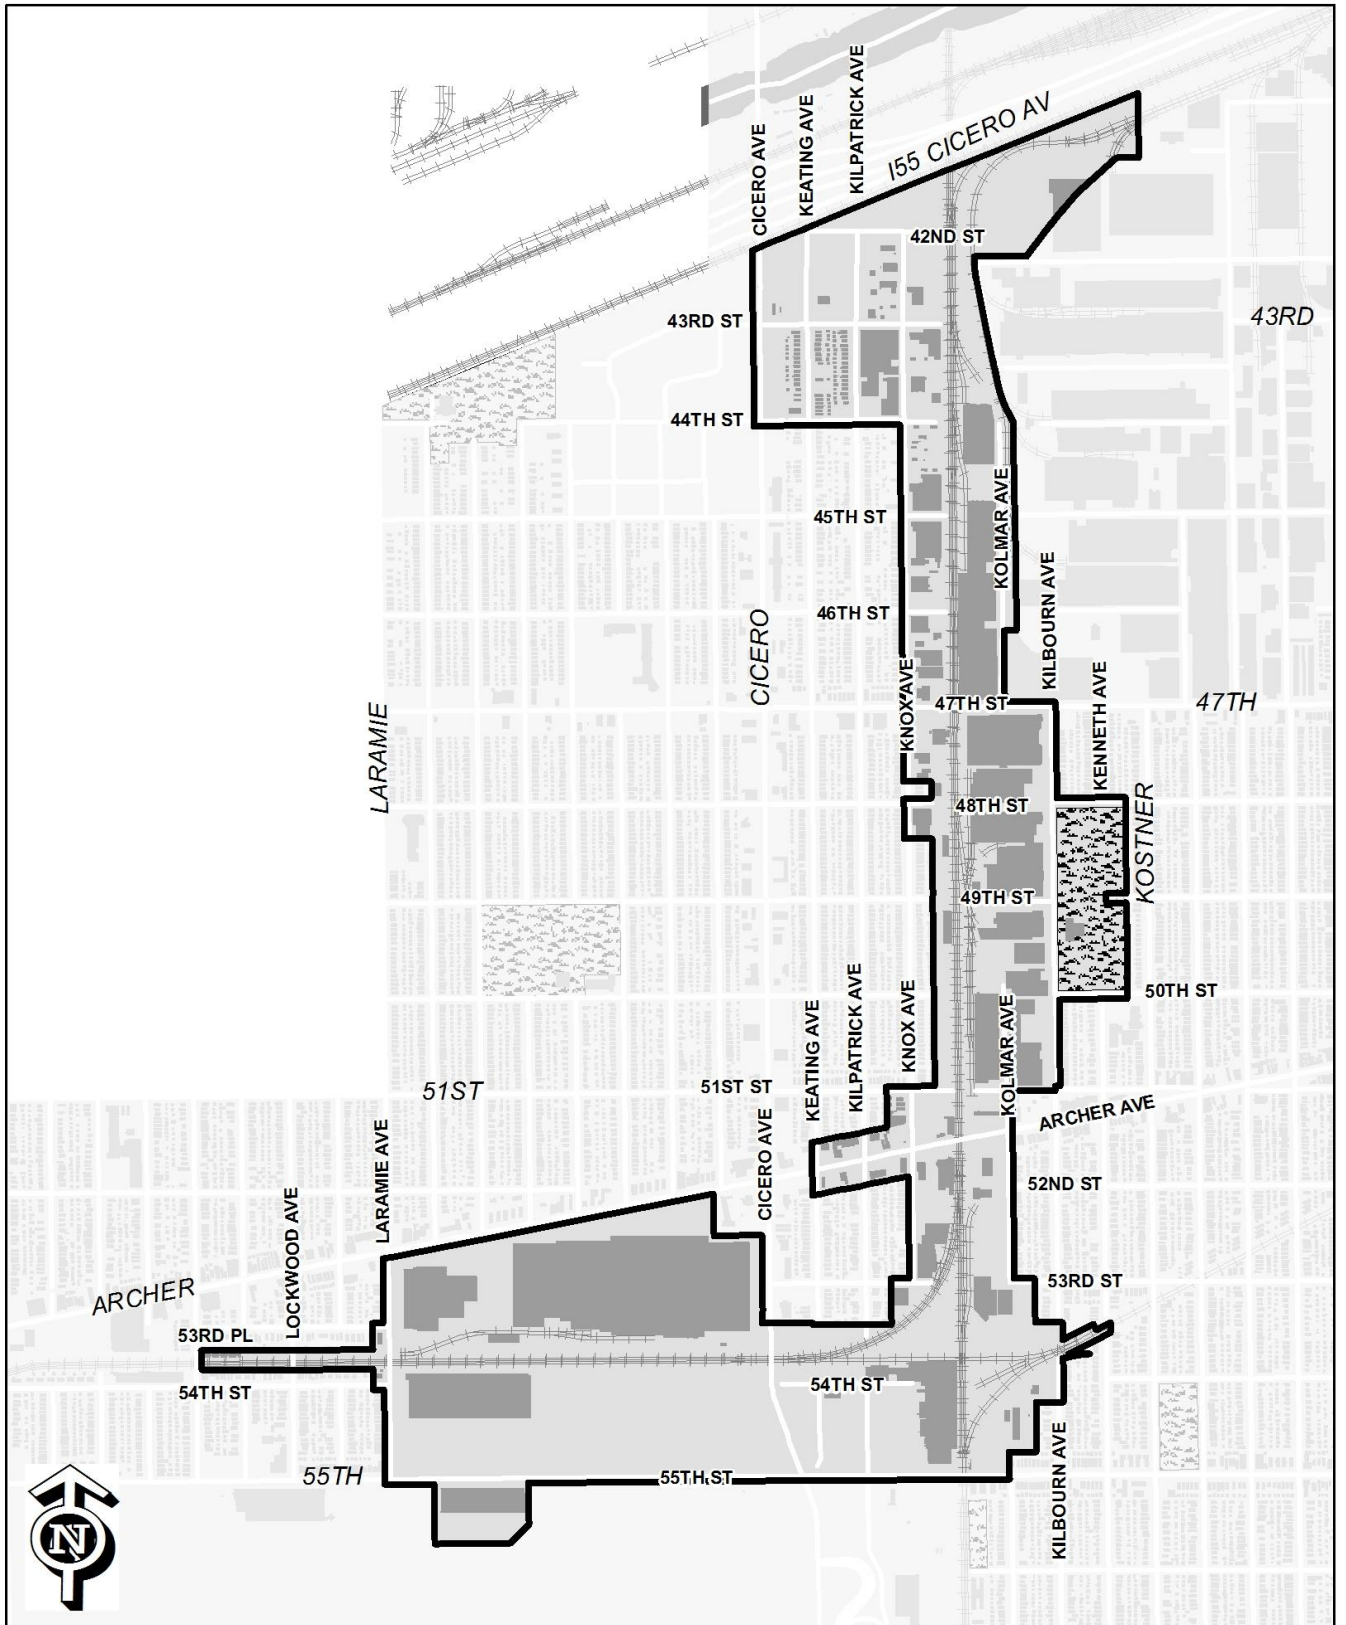 KILPATRICK AVE
KEATING AVE
CICERO AVE
I55 CICERO AV
42ND ST
43RD ST
43RD
44TH ST
45TH ST
KOLMAR AVE
46TH ST
KILBOURN AVE
CICERO
KNOX AVE
KENNETH AVE
47TH ST
47TH
LARAMIE
48TH ST
KOSTNER
49TH ST
50TH ST
KEATING AVE
KILPATRICK AVE
KNOX AVE
KOLMAR AVE
51ST
51ST ST
ARCHER AVE
LARAMIE AVE
CICERO AVE
52ND ST
LOCKWOOD AVE
ARCHER
53RD ST
53RD PL
54TH ST
54TH ST
55TH
55TH ST
KILBOURN AVE
N